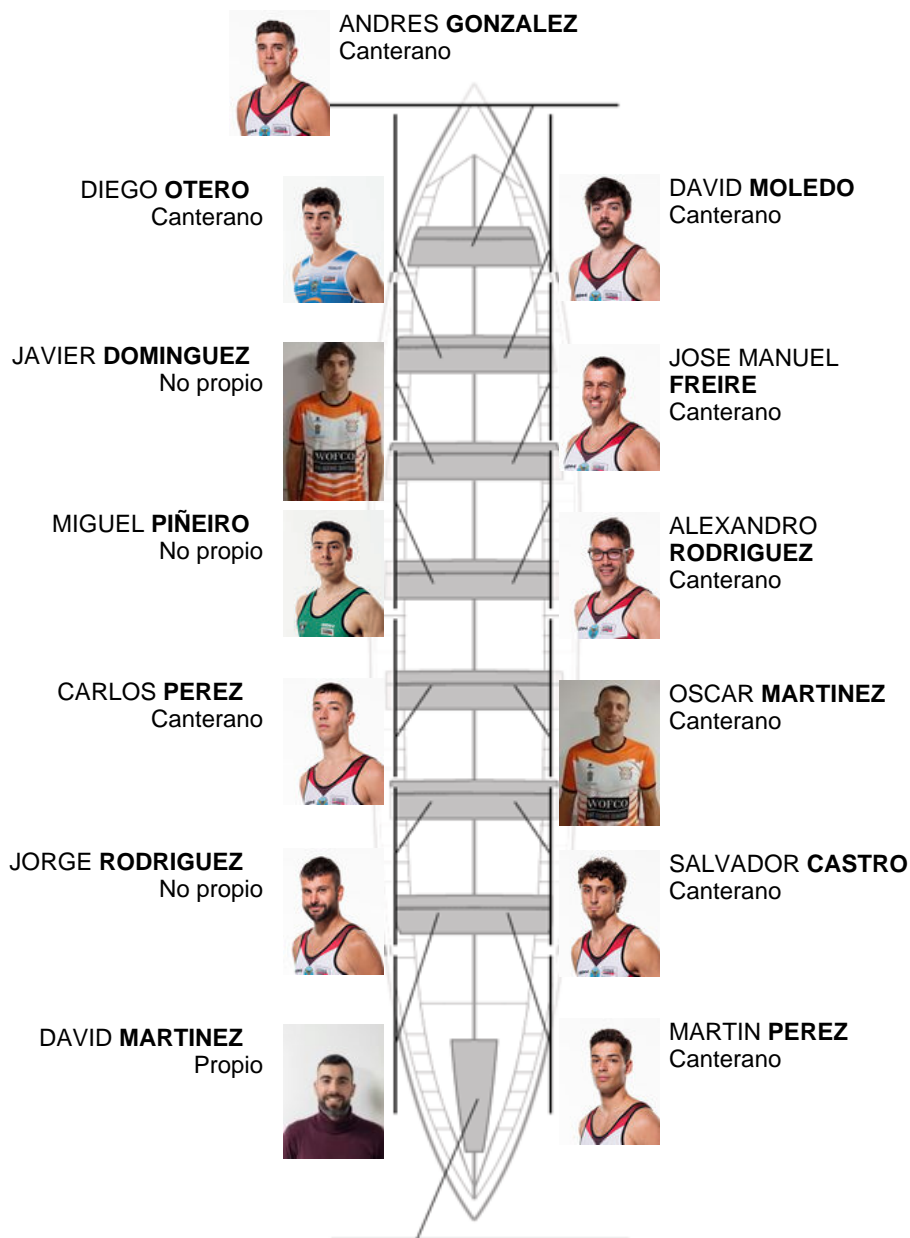 ANDRES GONZALEZ
Canterano
DIEGO OTERO
Canterano
DAVID MOLEDO
Canterano
JAVIER DOMINGUEZ
No propio
JOSE MANUEL
FREIRE
Canterano
WOFCO
MIGUEL PIÑEIRO
No propio
ALEXANDRO
RODRIGUEZ
Canterano
CARLOS PEREZ
Canterano
OSCAR MARTINEZ
Canterano
WOFCO
JORGE RODRIGUEZ
No propio
SALVADOR CASTRO
Canterano
DAVID MARTINEZ
Propio
MARTIN PEREZ
Canterano